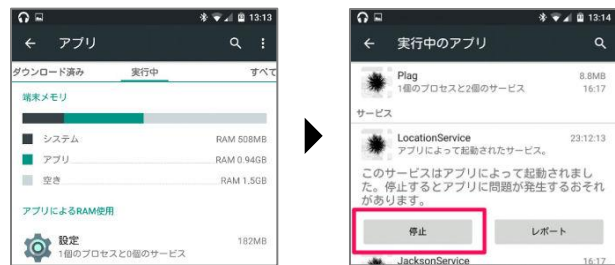 13:13
アプリ
ダウンロード済み 実行中 すべて
端末メモリ
システム RAM 508MB
アプリ RAM 0.94GB
空き RAM 1.5GB
アプリによるRAM使用
設定 182MB
1個のプロセスと0個のサービス
13:14
実行中のアプリ
Plag 8.8MB
1個のプロセスと2個のサービス 16:17
サービス
LocationService 23:12:13
アプリによって起動されたサービス。
このサービスはアプリによって起動されまし
た。停止するとアプリに問題が発生するおそれ
があります。
停止 レポート
JacksonService 16:17